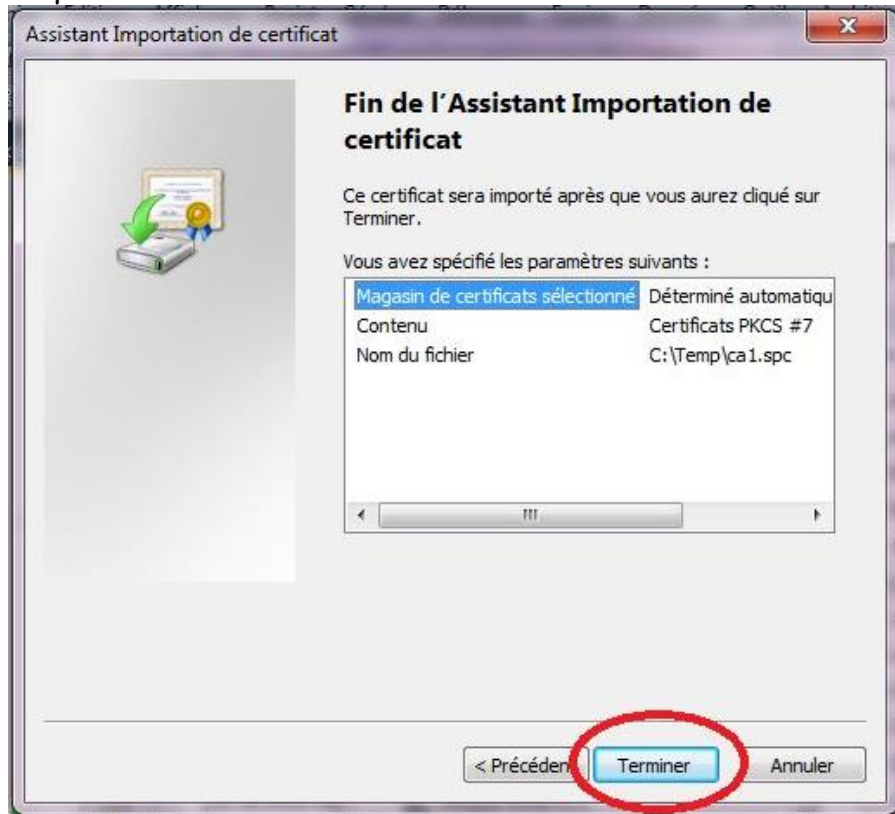 Assistant Importation de certificat
X
Fin de l'Assistant Importation de
certificat
Ce certificat sera importé après que vous aurez cliqué sur
Terminer.
Vous avez spécifié les paramètres suivants :
Magasin de certificats sélectionné Déterminé automatiqu
Contenu Certificats PKCS #7
Nom du fichier C:\Temp\ca1.spc
< Précéden Terminer Annuler